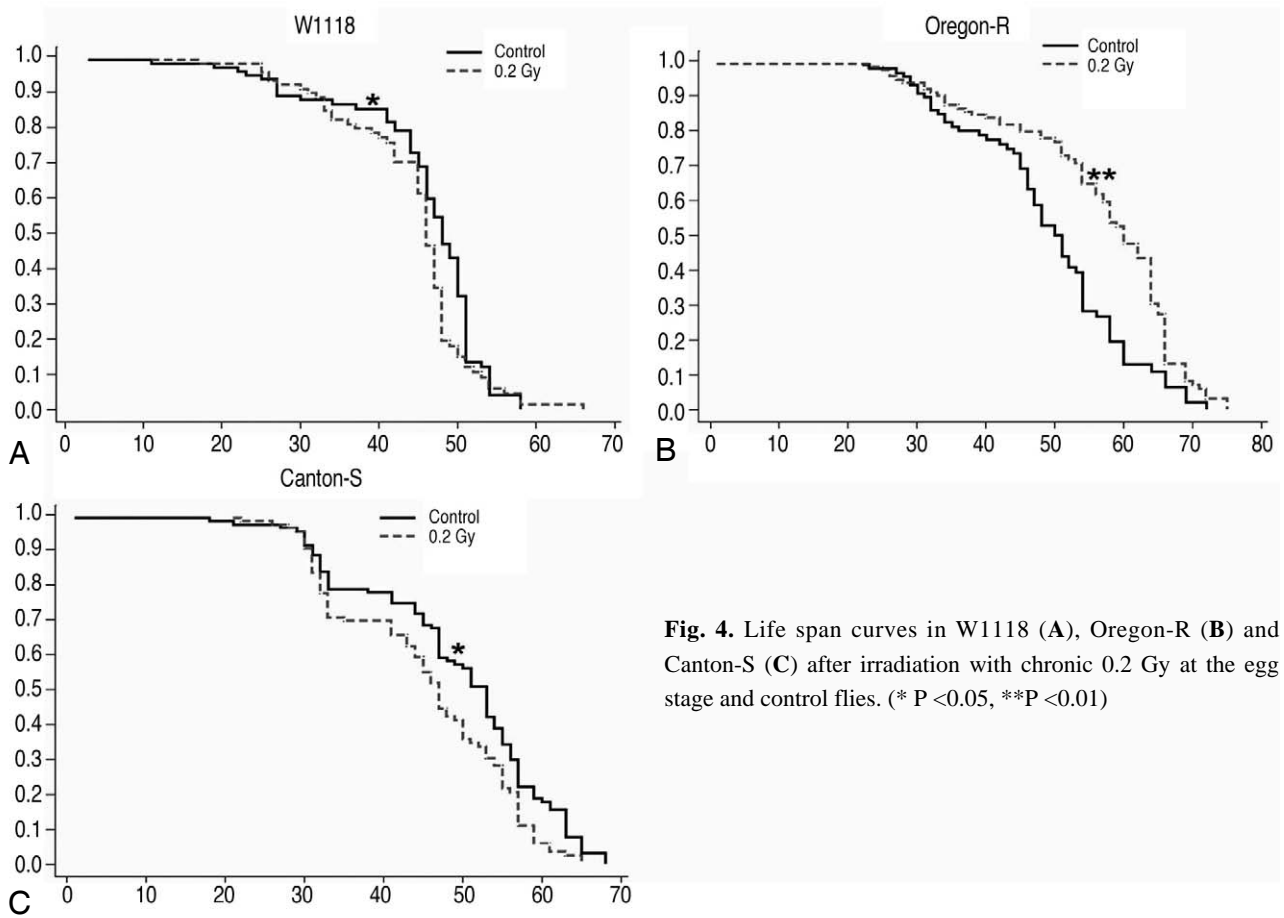 W1118
Control
0.2 Gy
*
1.0
0.9
0.8
0.7
0.6
0.5
0.4
0.3
0.2
0.1
0.0
0 10 20 30 40 50 60 70
A
Oregon-R
Control
0.2 Gy
**
1.0
0.9
0.8
0.7
0.6
0.5
0.4
0.3
0.2
0.1
0.0
0 10 20 30 40 50 60 70 80
B
Canton-S
Control
0.2 Gy
*
1.0
0.9
0.8
0.7
0.6
0.5
0.4
0.3
0.2
0.1
0.0
0 10 20 30 40 50 60 70
C
Fig. 4. Life span curves in W1118 (A), Oregon-R (B) and
Canton-S (C) after irradiation with chronic 0.2 Gy at the egg
stage and control flies. (* P <0.05, **P <0.01)